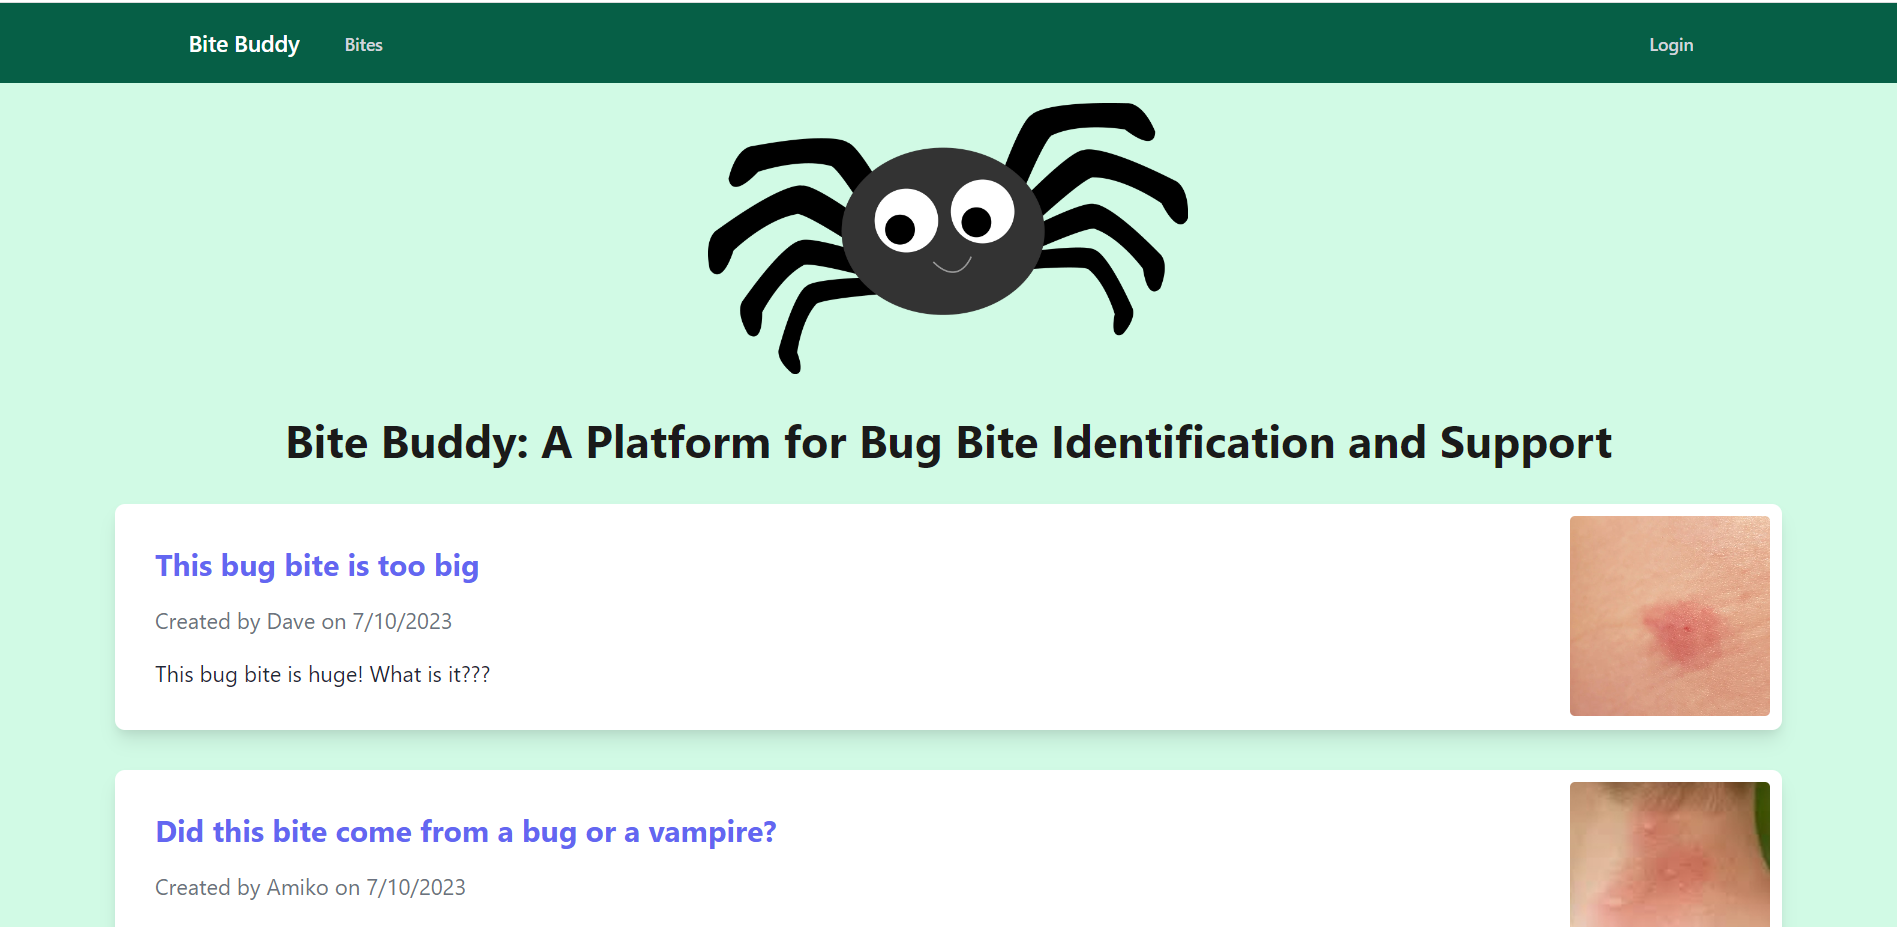 Bite Buddy
Bites
Login
Bite Buddy: A Platform for Bug Bite Identification and Support
This bug bite is too big
Created by Dave on 7/10/2023
This bug bite is huge! What is it???
Did this bite come from a bug or a vampire?
Created by Amiko on 7/10/2023